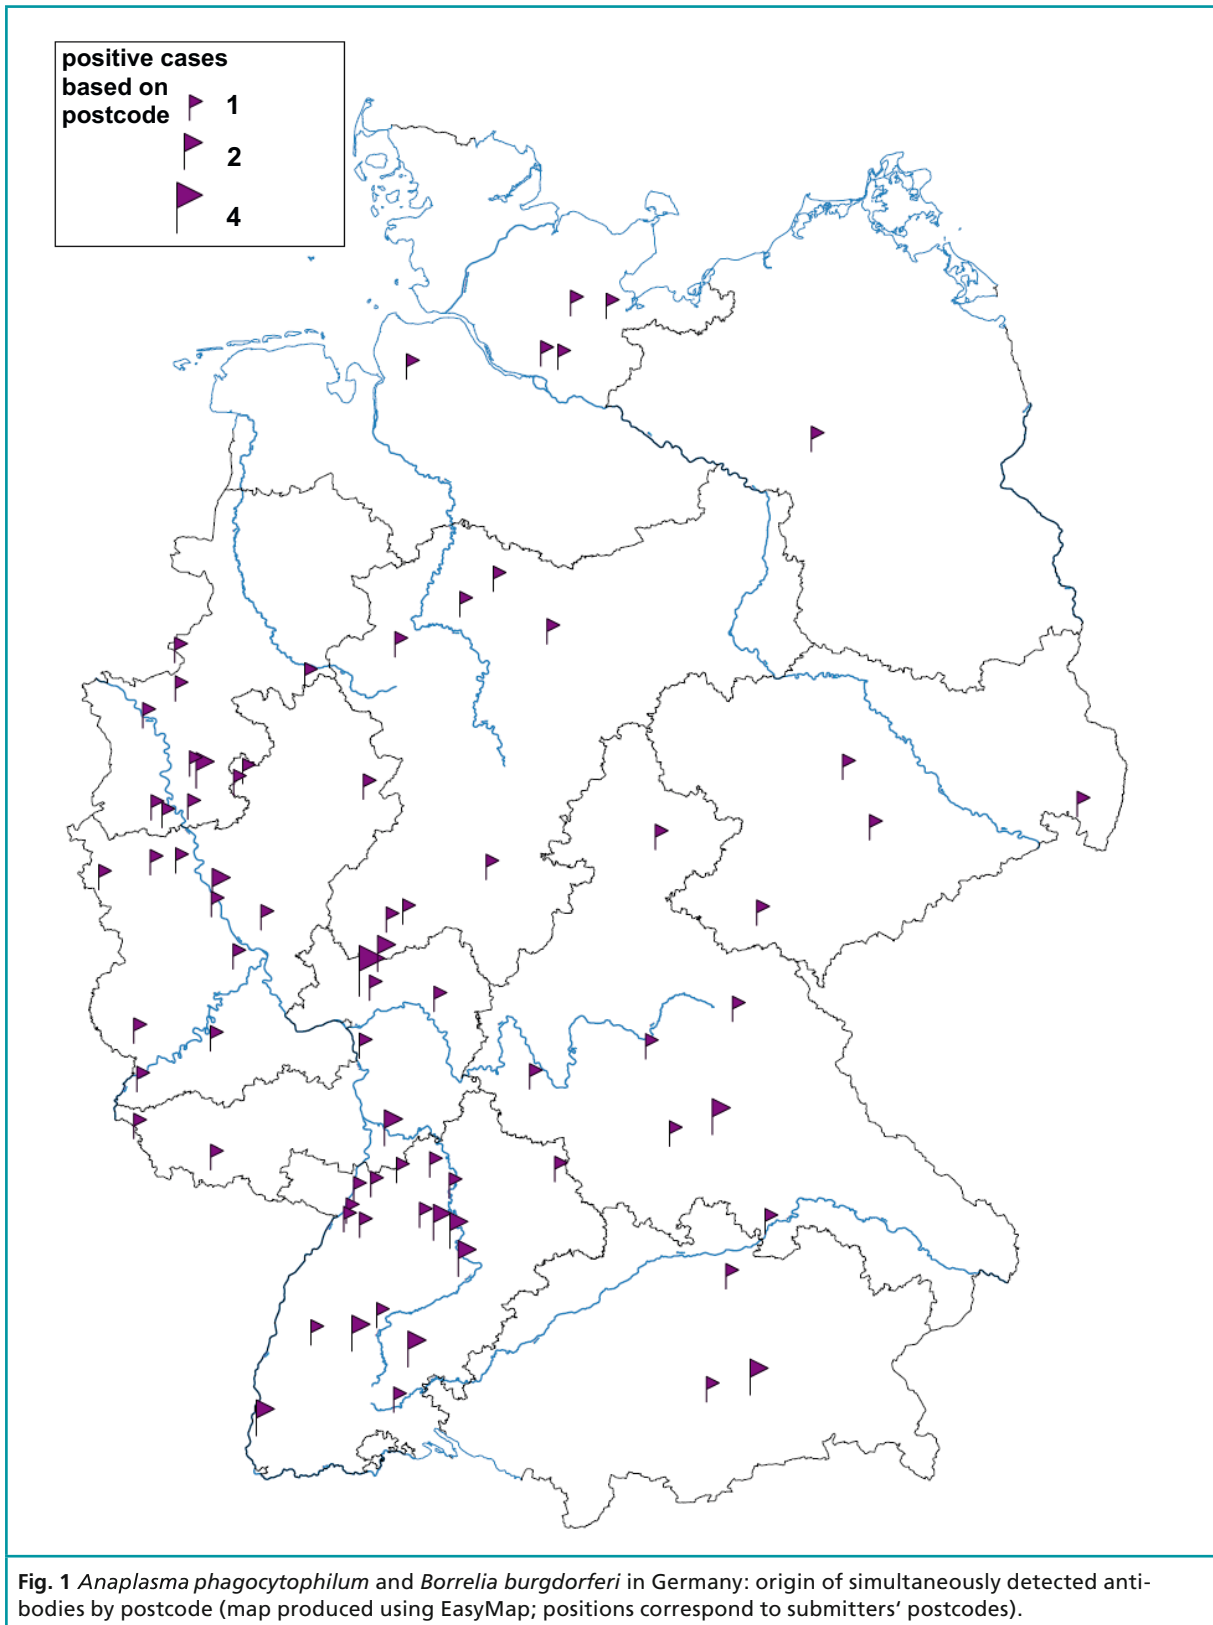 positive cases
based on
postcode
1
2
4
Fig. 1 Anaplasma phagocytophilum and Borrelia burgdorferi in Germany: origin of simultaneously detected anti-
bodies by postcode (map produced using EasyMap; positions correspond to submitters‘ postcodes).